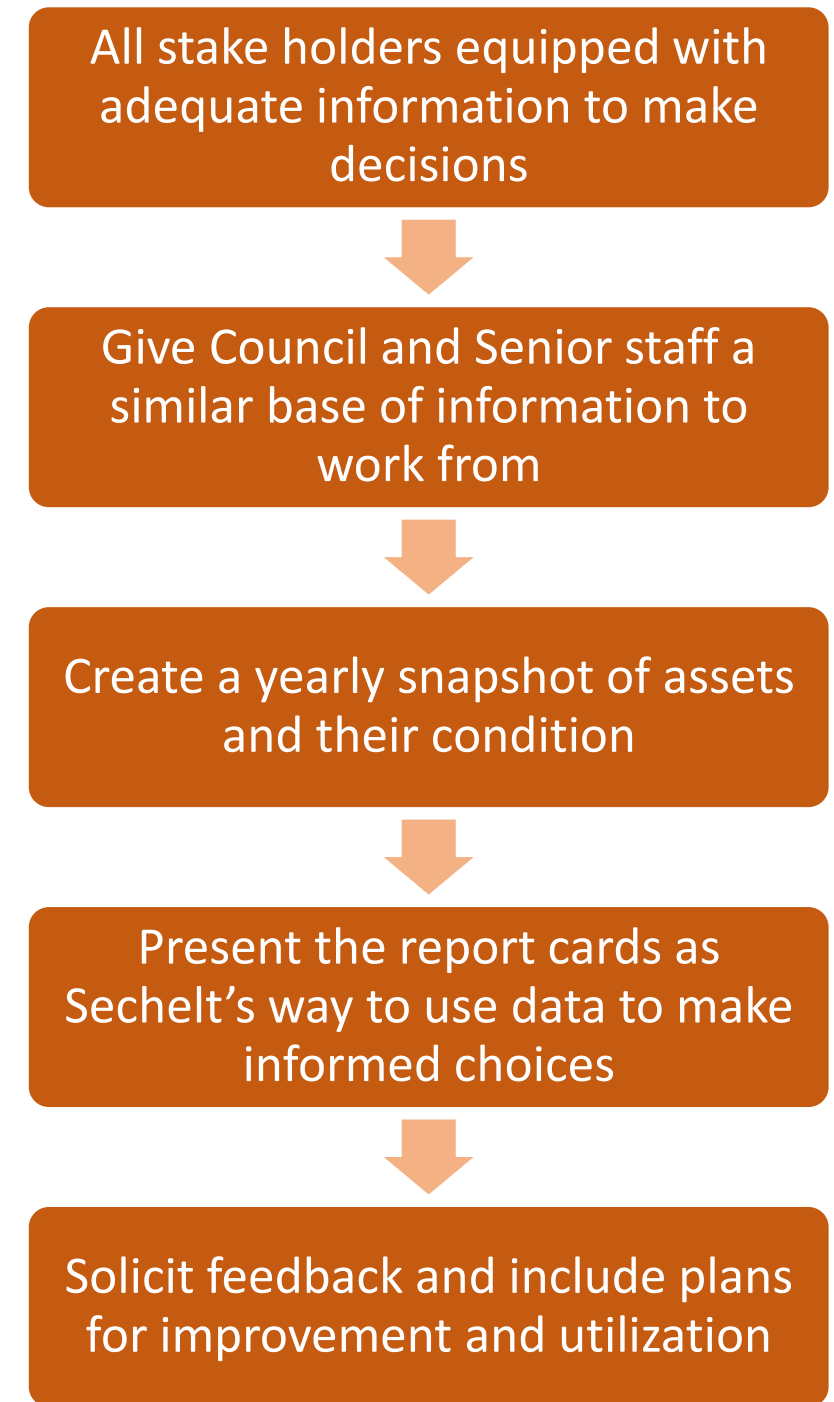 All stake holders equipped with
adequate information to make
decisions
Give Council and Senior staff a
similar base of information to
work from
Create a yearly snapshot of assets
and their condition
Present the report cards as
Sechelt’s way to use data to make
informed choices
Solicit feedback and include plans
for improvement and utilization